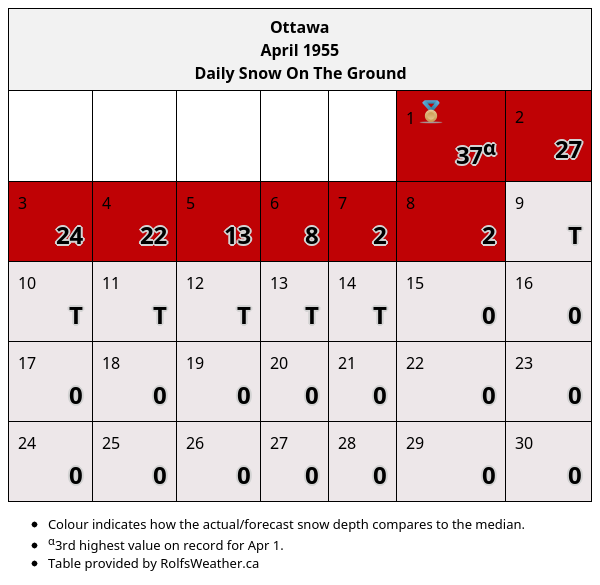 Ottawa
April 1955
Daily Snow On The Ground
1 2
37α 27
3 4 5 6 7 8 9
24 22 13 8 2 2 T
10 11 12 13 14 15 16
T T T T T 0 0
17 18 19 20 21 22 23
0 0 0 0 0 0 0
24 25 26 27 28 29 30
0 0 0 0 0 0 0
• Colour indicates how the actual/forecast snow depth compares to the median.
• α3rd highest value on record for Apr 1.
• Table provided by RolfsWeather.ca